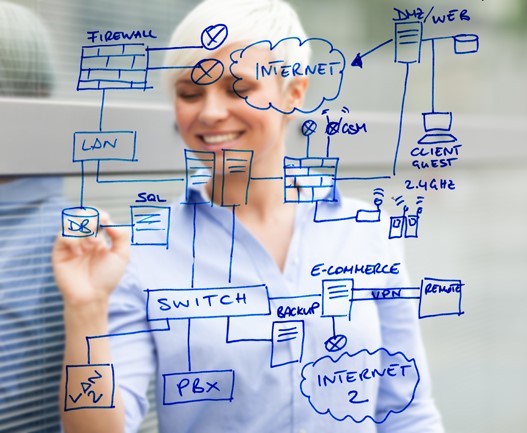 FIREWALL
DMZ/WEB
INTERNET
LAN
GSM
CLIENT
GUEST
2.4GHZ
DB
SQL
E-COMMERCE
SWITCH
VPN
REMOTE
BACKUP
PBX
INTERNET
2